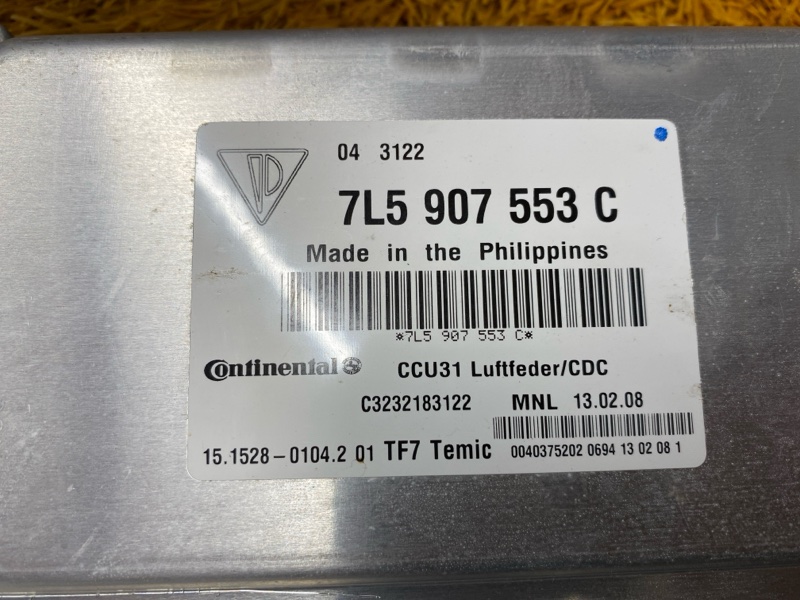 04 3122
7L5 907 553 C
Made in the Philippines
*7L5 907 553 C*
Continental CCU31 Luftfeder/CDC
C3232183122 MNL 13.02.08
15.1528-0104.2 01 TF7 Temic 0040375202 0694 13 02 08 1